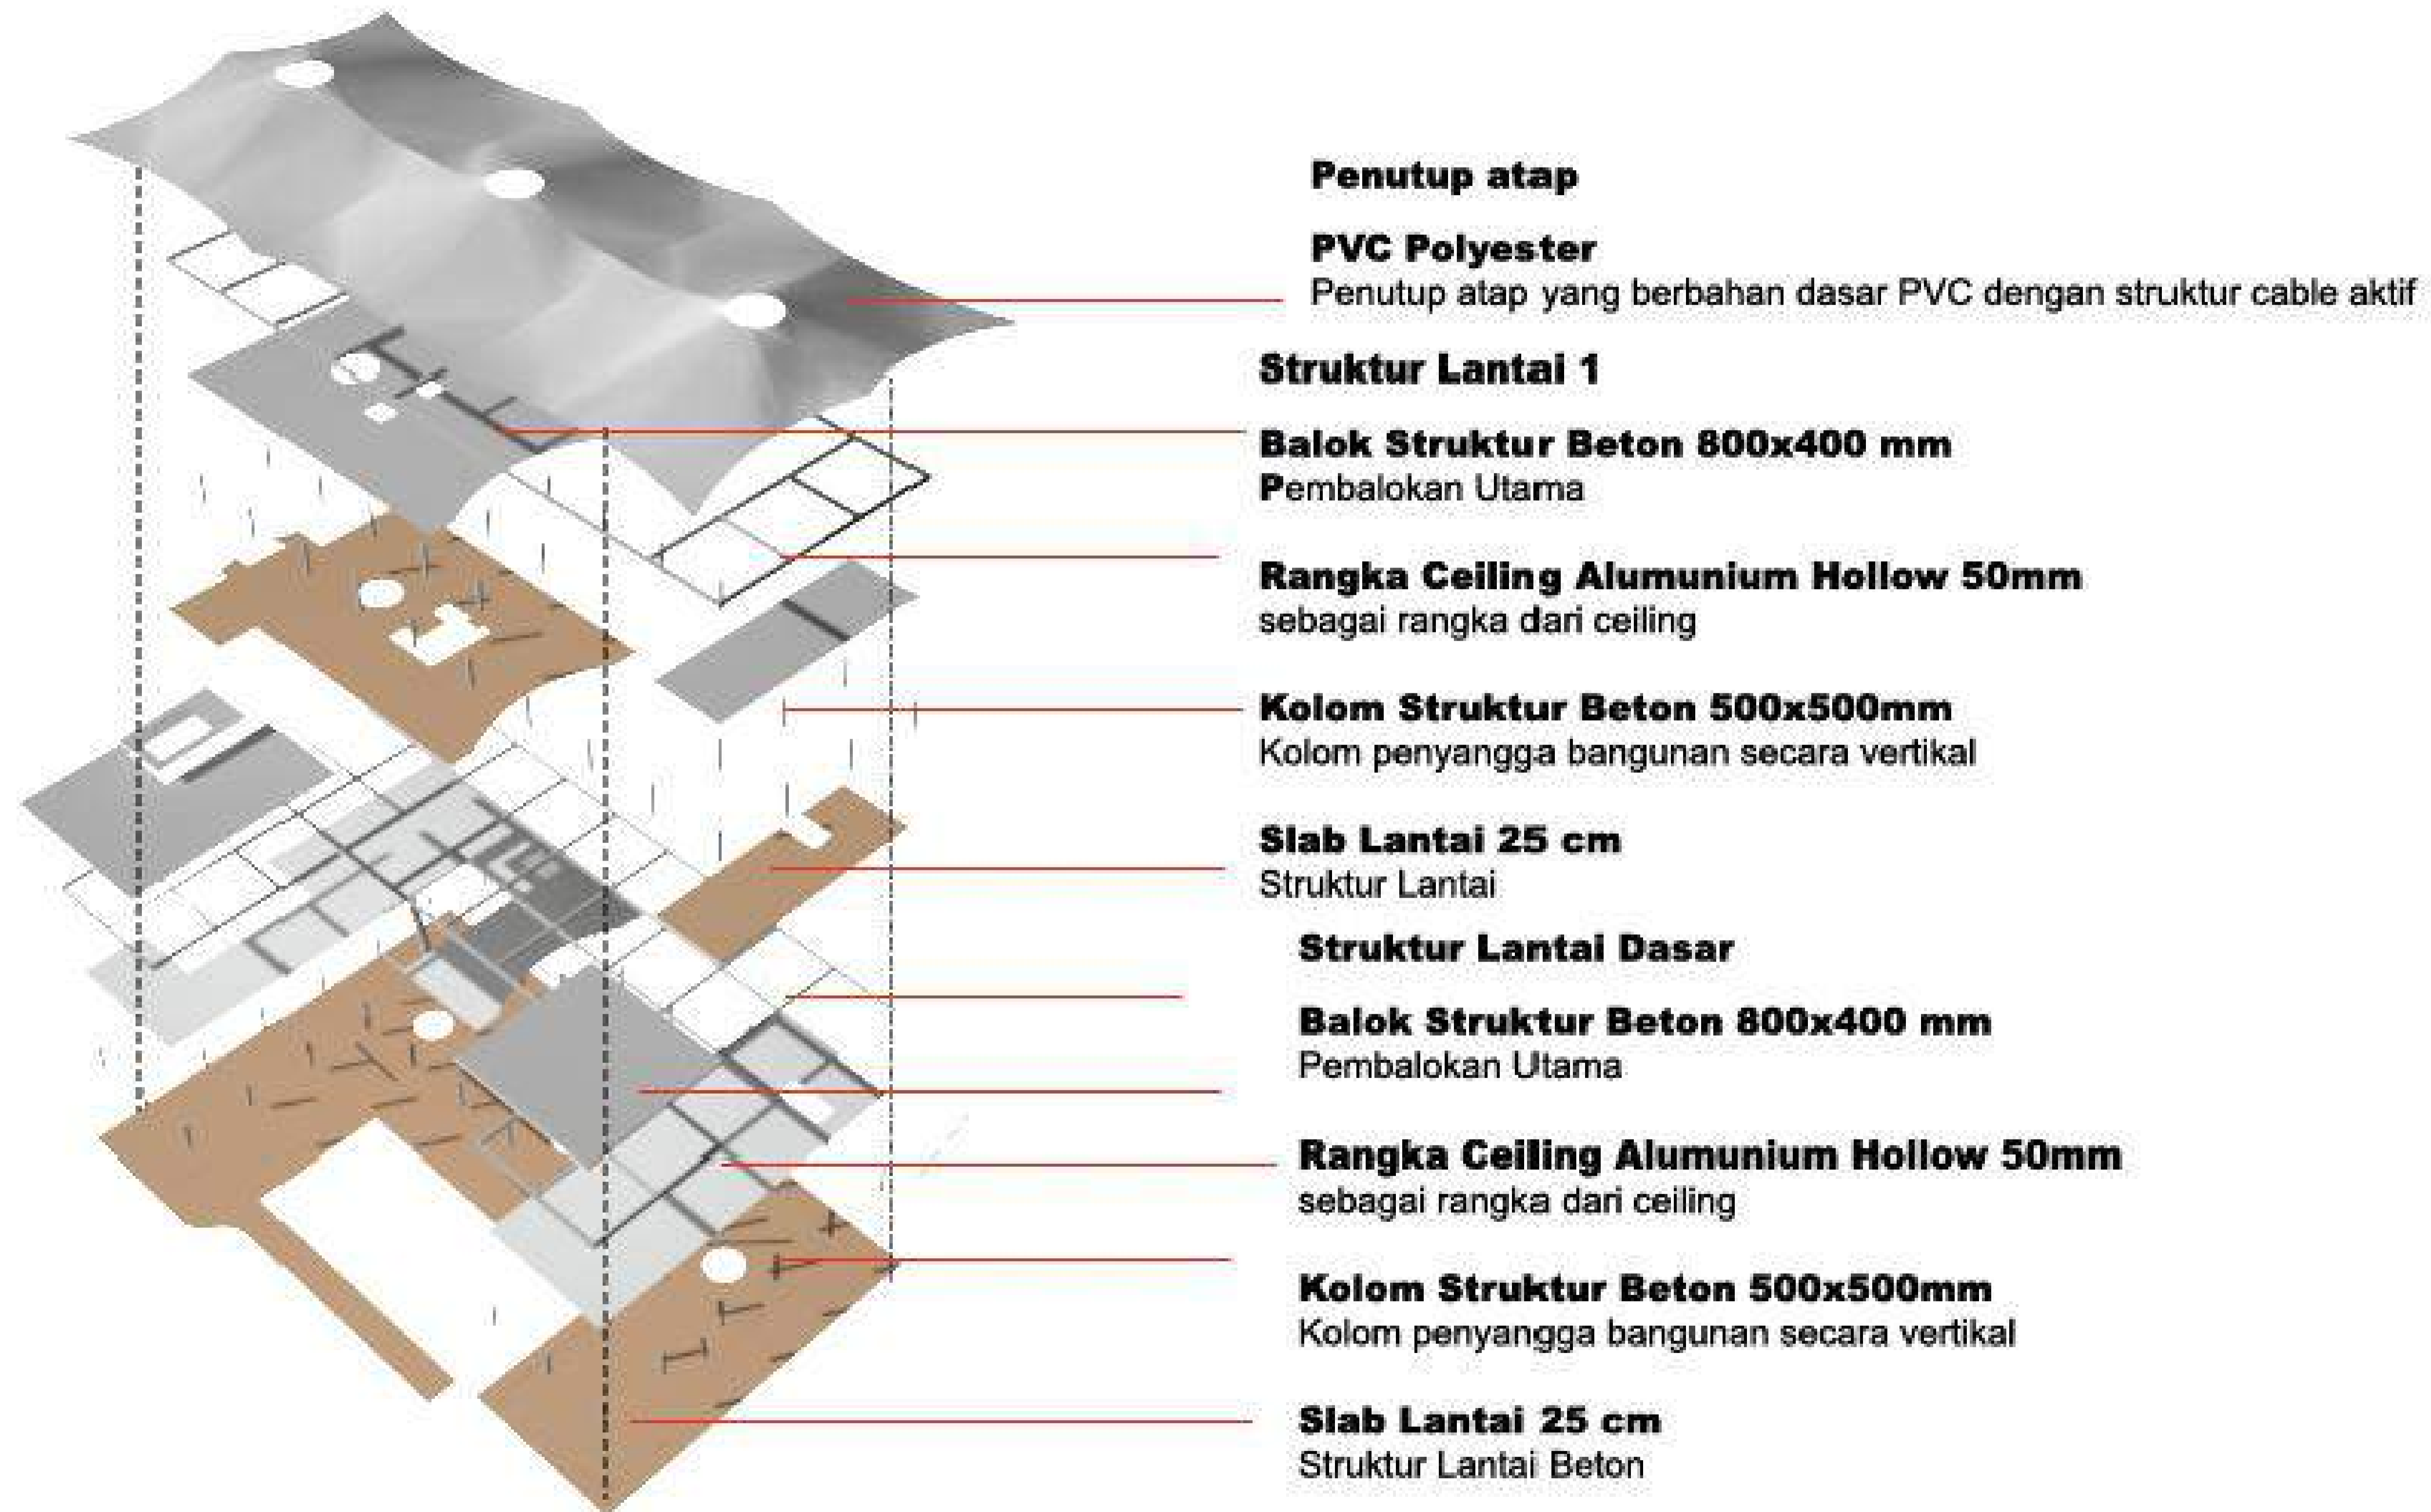 Penutup atap
PVC Polyester
Penutup atap yang berbahan dasar PVC dengan struktur cable aktif
Struktur Lantai 1
Balok Struktur Beton 800x400 mm
Pembalokan Utama
Rangka Ceiling Alumunium Hollow 50mm
sebagai rangka dari ceiling
Kolom Struktur Beton 500x500mm
Kolom penyangga bangunan secara vertikal
Slab Lantai 25 cm
Struktur Lantai
Struktur Lantai Dasar
Balok Struktur Beton 800x400 mm
Pembalokan Utama
Rangka Ceiling Alumunium Hollow 50mm
sebagai rangka dari ceiling
Kolom Struktur Beton 500x500mm
Kolom penyangga bangunan secara vertikal
Slab Lantai 25 cm
Struktur Lantai Beton